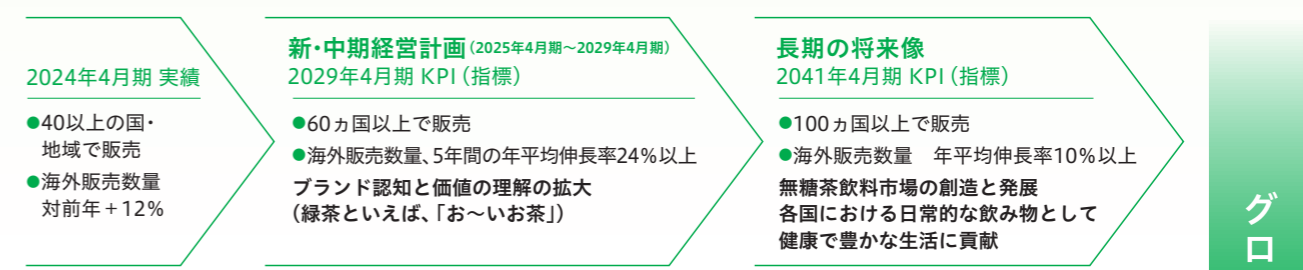 2024年4月期 実績
●40以上の国・
地域で販売
●海外販売数量
対前年＋12％
新・中期経営計画（2025年4月期～2029年4月期）
2029年4月期 KPI（指標）
●60ヵ国以上で販売
●海外販売数量、5年間の年平均伸長率24％以上
ブランド認知と価値の理解の拡大
（緑茶といえば、「お～いお茶」）
長期の将来像
2041年4月期 KPI（指標）
●100ヵ国以上で販売
●海外販売数量　年平均伸長率10％以上
無糖茶飲料市場の創造と発展
各国における日常的な飲み物として
健康で豊かな生活に貢献
グロ